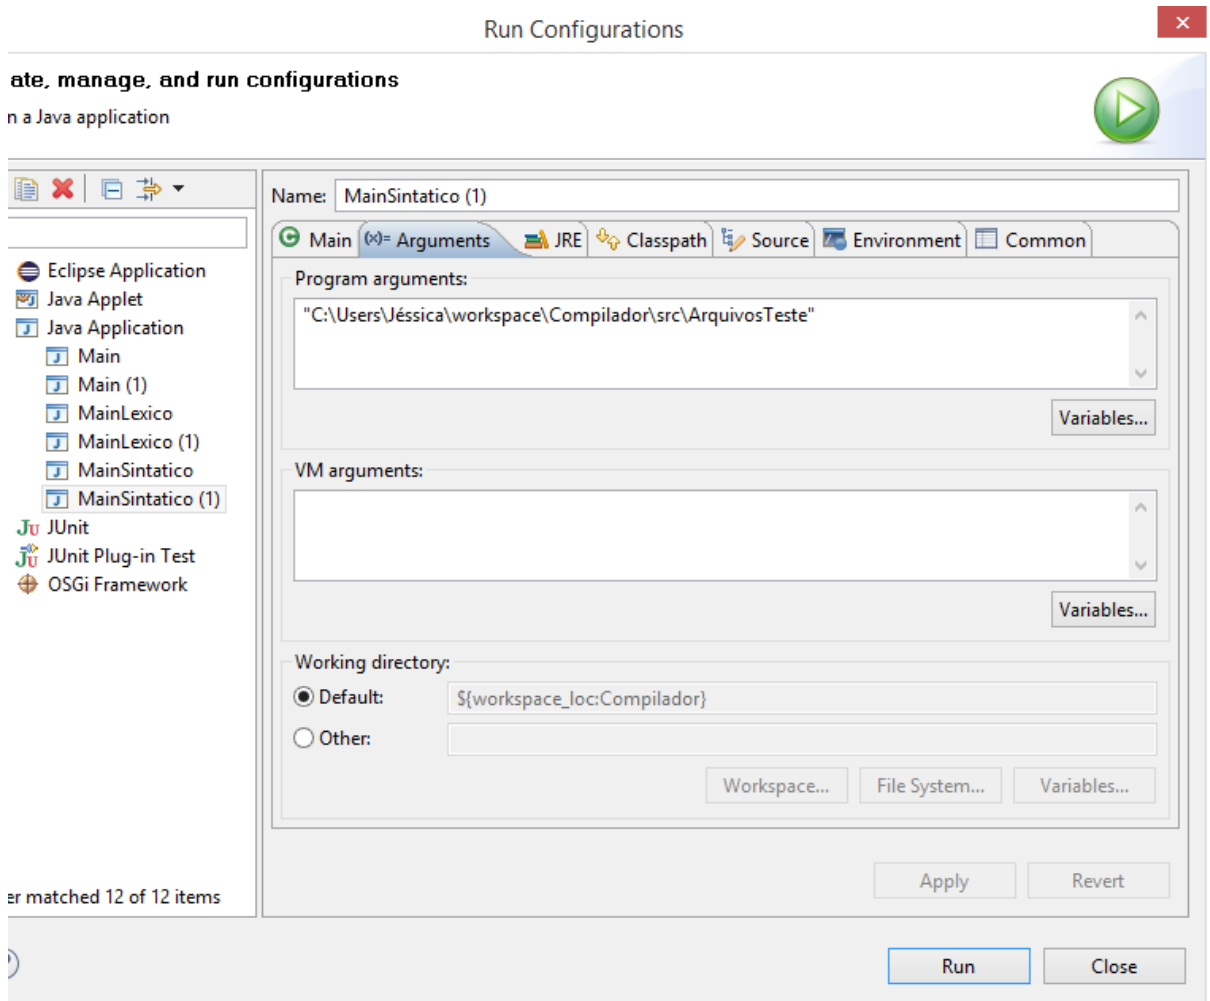 Run Configurations
ate, manage, and run configurations
n a Java application
Name: MainSintatico (1)
Main (x)= Arguments JRE Classpath Source Environment Common
Eclipse Application
Java Applet
Java Application
Main
Main (1)
MainLexico
MainLexico (1)
MainSintatico
MainSintatico (1)
JUnit
JUnit Plug-in Test
OSGi Framework
er matched 12 of 12 items
Program arguments:
"C:\Users\Jéssica\workspace\Compilador\src\ArquivosTeste"
Variables...
VM arguments:
Variables...
Working directory:
Default: ${workspace_loc:Compilador}
Other:
Workspace... File System... Variables...
Apply Revert
Run Close